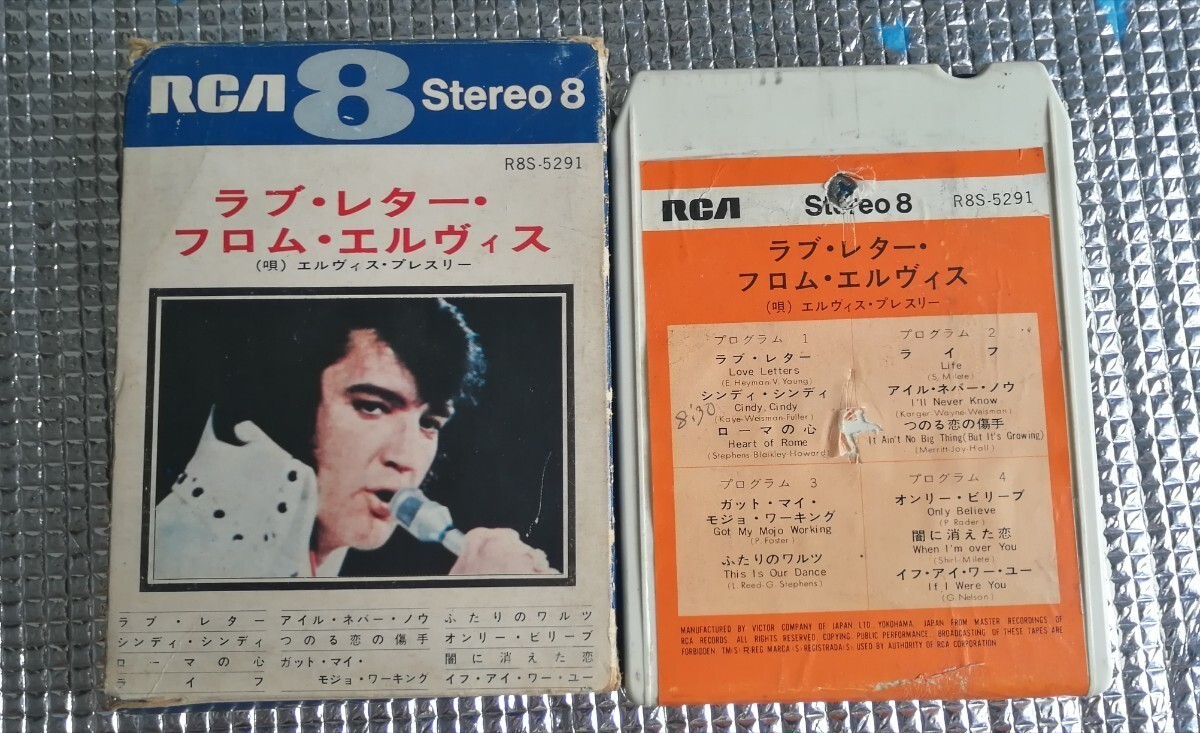 RCA 8 Stereo 8
R8S-5291
ラブ・レター・
フロム・エルヴィス
(唄) エルヴィス・プレスリー
ラブ・レター アイル・ネバー・ノウ ふたりのワルツ
シンディ・シンディ つのる恋の傷手 オンリー・ビリーブ
ローマの心 ガット・マイ・ 闇に消えた恋
ライフ モジョ・ワーキング イフ・アイ・ワー・ユー
RCA Stereo 8 R8S-5291
ラブ・レター・
フロム・エルヴィス
(唄) エルヴィス・プレスリー
プログラム 1
ラブ・レター
Love Letters
(E. Heyman-V. Young)
シンディ・シンディ
Cindy, Cindy
(Kaye-Weisman-Fuller)
ローマの心
Heart of Rome
(Stephens-Blaikley-Howard)
8:30
プログラム 2
ライフ
Life
(S. Milete)
アイル・ネバー・ノウ
I'll Never Know
(Karger-Wayne-Weisman)
つのる恋の傷手
It Ain't No Big Thing (But It's Growing)
(Merritt-Joy-Hall)
プログラム 3
ガット・マイ・
モジョ・ワーキング
Got My Mojo Working
(P. Foster)
ふたりのワルツ
This Is Our Dance
(L. Reed-G. Stephens)
プログラム 4
オンリー・ビリーブ
Only Believe
(P. Rader)
闇に消えた恋
When I'm over You
(Shirl-Milete)
イフ・アイ・ワー・ユー
If I Were You
(G. Nelson)
MANUFACTURED BY VICTOR COMPANY OF JAPAN LTD., YOKOHAMA, JAPAN FROM MASTER RECORDINGS OF
RCA RECORDS. ALL RIGHTS RESERVED. COPYING, PUBLIC PERFORMANCE, BROADCASTING OF THESE TAPES ARE
FORBIDDEN. TM(S) ® REG MARCA(S) REGISTRADA(S) USED BY AUTHORITY OF RCA CORPORATION.